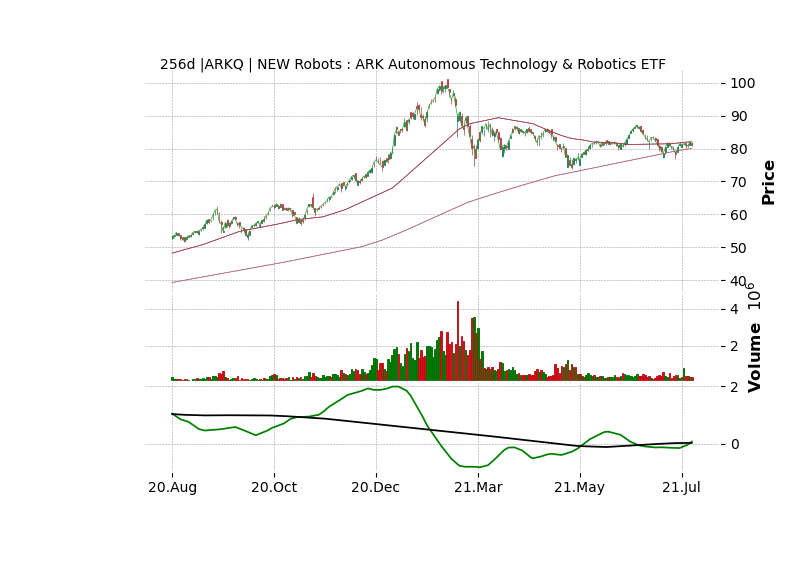 256d |ARKQ | NEW Robots : ARK Autonomous Technology & Robotics ETF
100
90
80
70
60
50
40
Price
4
2
Volume 10^6
2
0
20.Aug 20.Oct 20.Dec 21.Mar 21.May 21.Jul